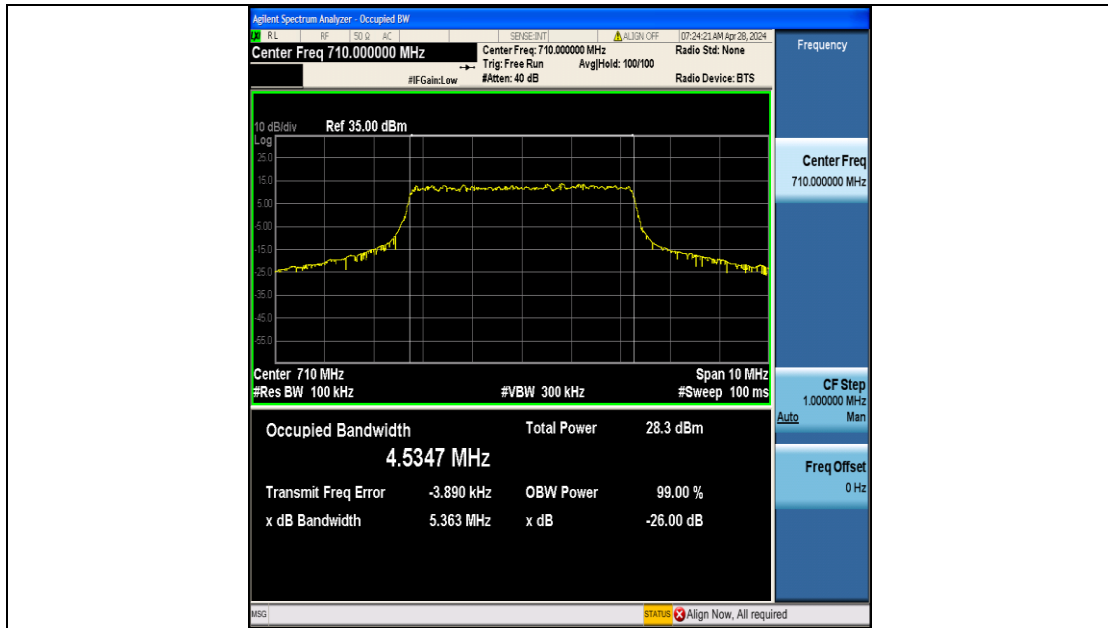 Agilent Spectrum Analyzer - Occupied BW
RL RF 50 Ω AC SENSE:INT ALIGN OFF 07:24:21 AM Apr 28, 2024
Center Freq 710.000000 MHz
Center Freq: 710.000000 MHz Radio Std: None
Trig: Free Run Avg|Hold: 100/100
#IFGain:Low #Atten: 40 dB Radio Device: BTS
10 dB/div Ref 35.00 dBm
Log
25.0
15.0
5.00
-5.00
-15.0
-25.0
-35.0
-45.0
-55.0
Center 710 MHz Span 10 MHz
#Res BW 100 kHz #VBW 300 kHz #Sweep 100 ms
Occupied Bandwidth Total Power 28.3 dBm
4.5347 MHz
Transmit Freq Error -3.890 kHz OBW Power 99.00 %
x dB Bandwidth 5.363 MHz x dB -26.00 dB
Frequency
Center Freq
710.000000 MHz
CF Step
1.000000 MHz
Auto Man
Freq Offset
0 Hz
MSG STATUS Align Now, All required